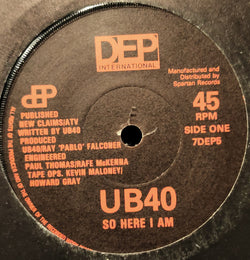 DEP
INTERNATIONAL
Manufactured and
Distributed by
Spartan Records
PUBLISHED
NEW CLAIMS/ATV
WRITTEN BY UB40
PRODUCED
UB40/RAY 'PABLO' FALCONER
ENGINEERED
PAUL THOMAS/RAFE McKENNA
TAPE OPS. KEVIN MALONEY/
HOWARD GRAY
45
RPM
SIDE ONE
7DEP5
UB40
SO HERE I AM